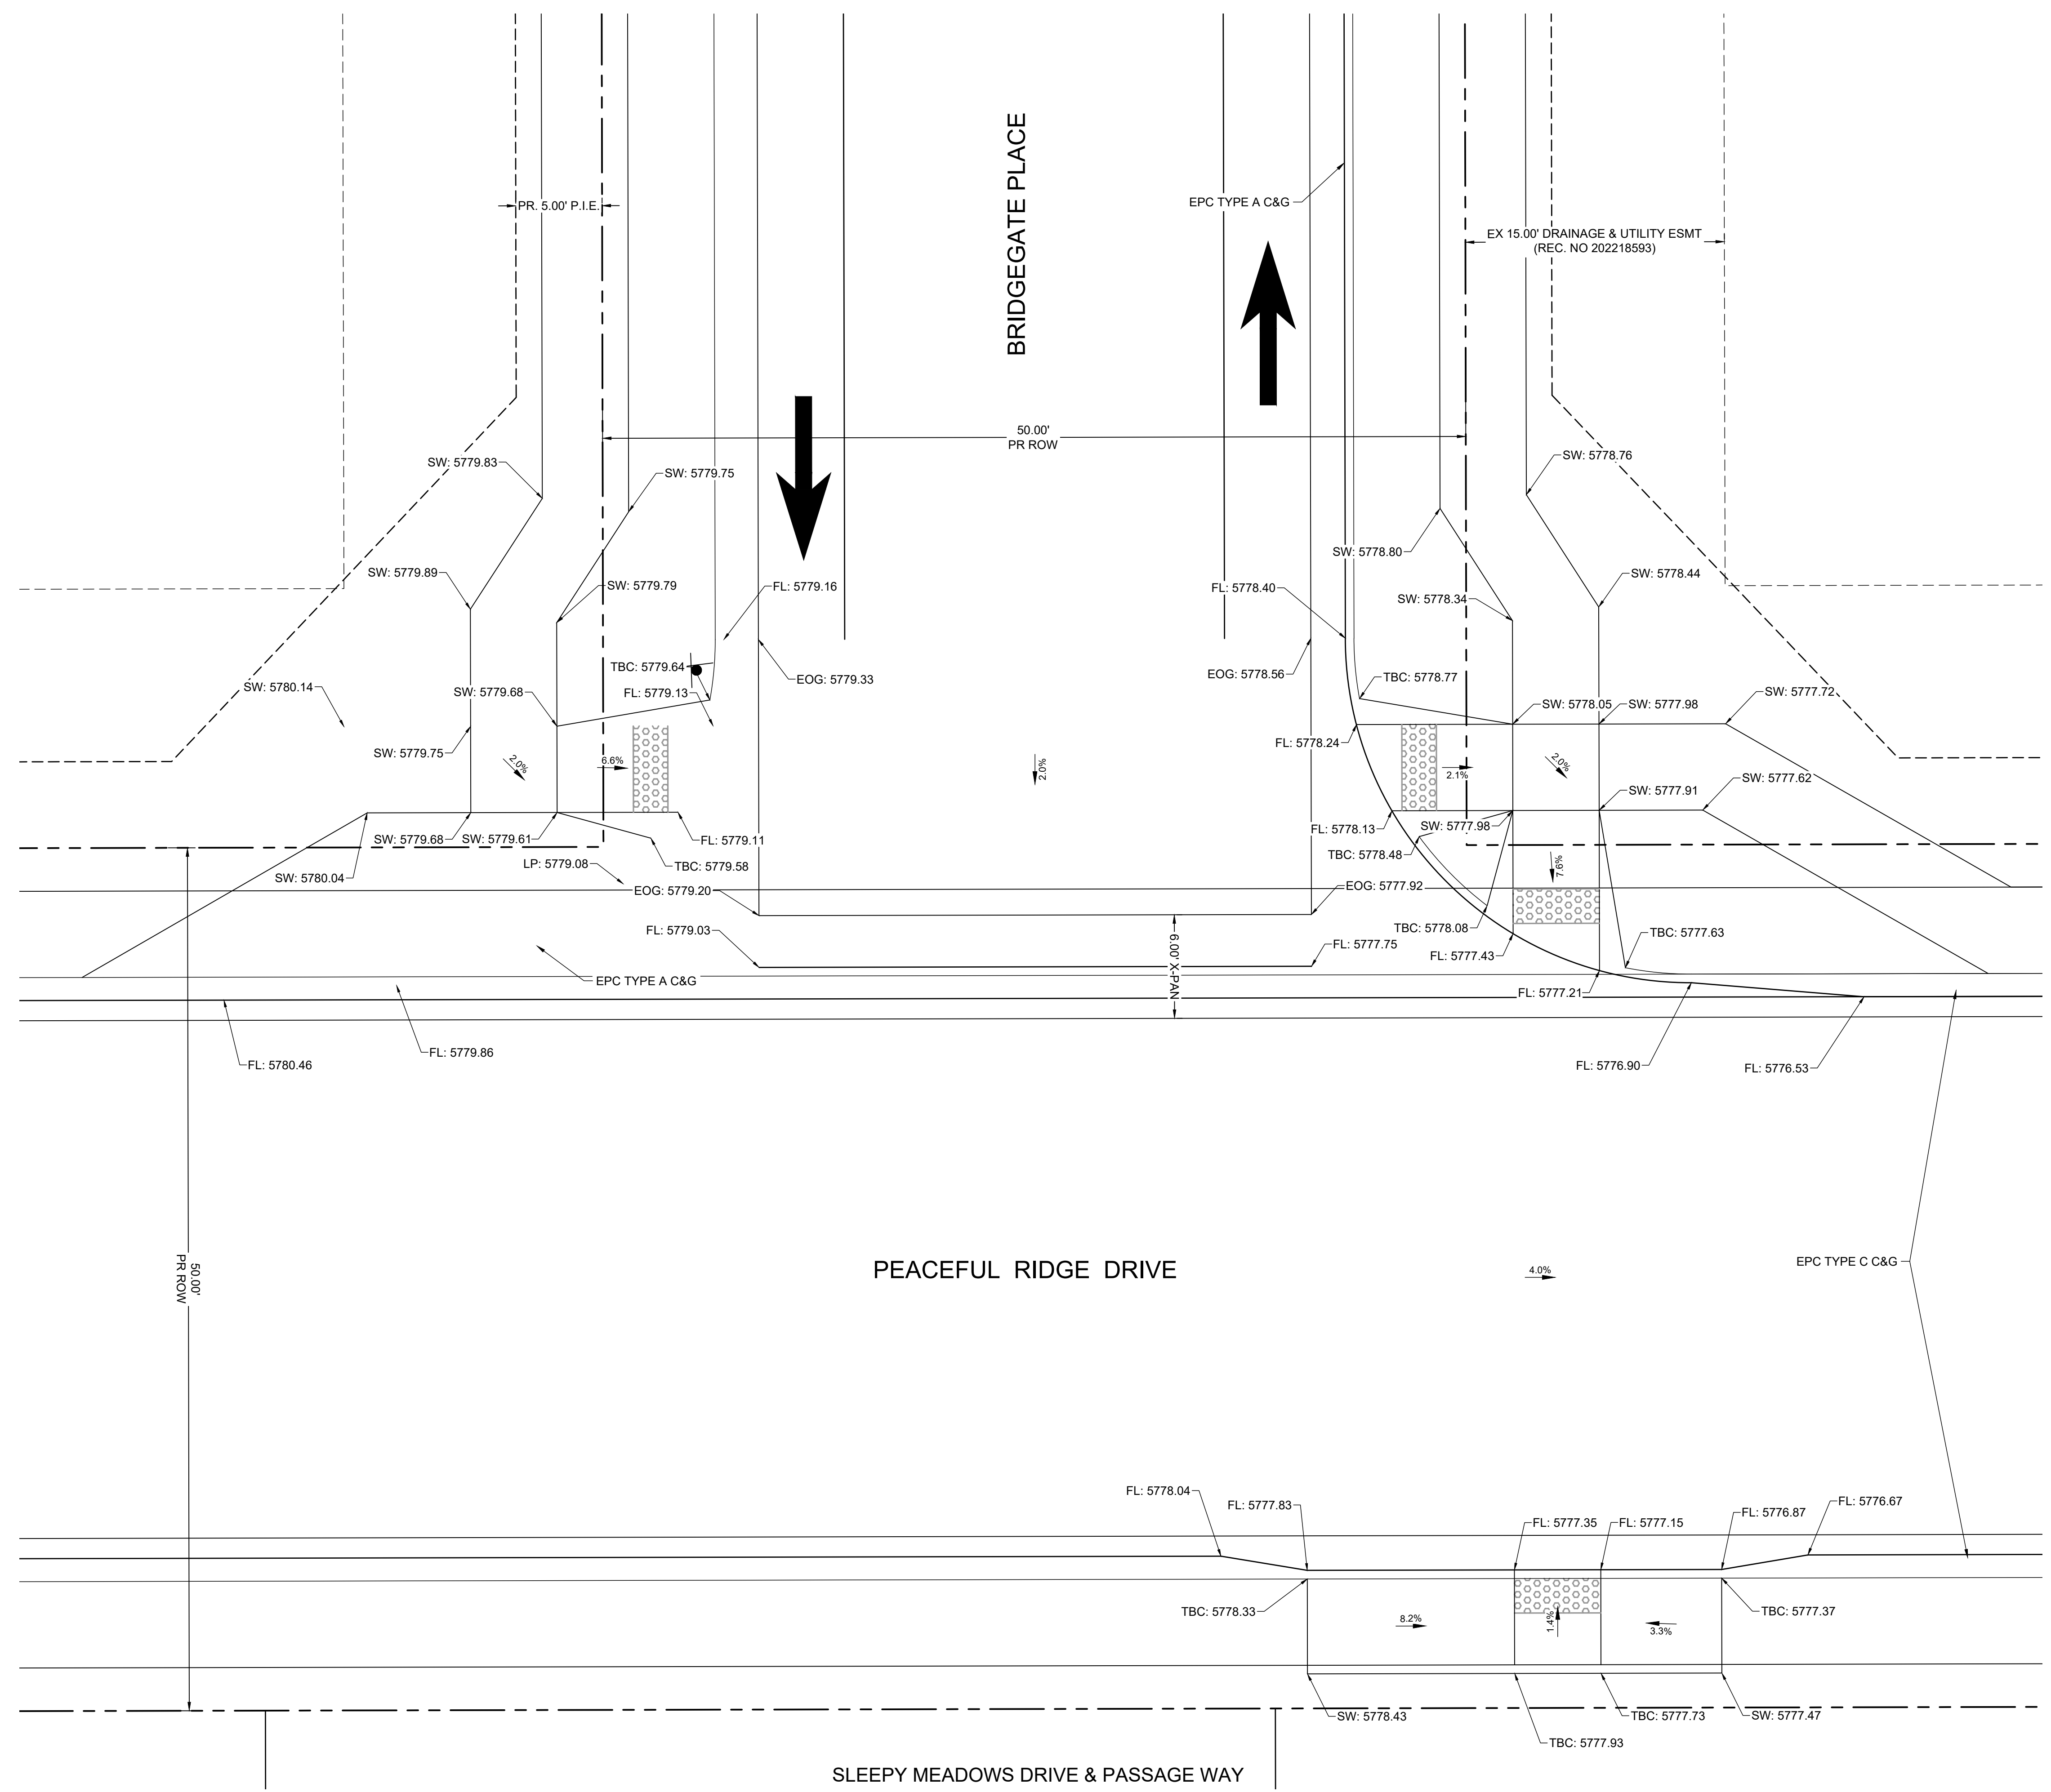 BRIDGEGATE PLACE
PR. 5.00' P.I.E.
EPC TYPE A C&G
EX 15.00' DRAINAGE & UTILITY ESMT
(REC. NO 202218593)
50.00'
PR ROW
SW: 5779.83
SW: 5779.75
SW: 5778.76
SW: 5778.80
SW: 5779.89
SW: 5779.79
FL: 5779.16
FL: 5778.40
SW: 5778.34
SW: 5778.44
TBC: 5779.64
FL: 5779.13
EOG: 5779.33
EOG: 5778.56
TBC: 5778.77
SW: 5780.14
SW: 5779.68
SW: 5778.05
SW: 5777.98
SW: 5777.72
SW: 5779.75
2.0%
6.6%
2.0%
FL: 5778.24
2.1%
2.0%
SW: 5777.62
SW: 5777.91
SW: 5779.68
SW: 5779.61
FL: 5779.11
FL: 5778.13
SW: 5777.98
TBC: 5778.48
LP: 5779.08
TBC: 5779.58
7.6%
SW: 5780.04
EOG: 5779.20
EOG: 5777.92
FL: 5779.03
TBC: 5778.08
TBC: 5777.63
FL: 5777.75
FL: 5777.43
6.00' X-PAN
EPC TYPE A C&G
FL: 5777.21
FL: 5780.46
FL: 5779.86
FL: 5776.90
FL: 5776.53
50.00'
PR ROW
PEACEFUL RIDGE DRIVE
4.0%
EPC TYPE C C&G
FL: 5778.04
FL: 5777.83
FL: 5777.35
FL: 5777.15
FL: 5776.87
FL: 5776.67
TBC: 5778.33
8.2%
1.4%
3.3%
TBC: 5777.37
SW: 5778.43
TBC: 5777.93
TBC: 5777.73
SW: 5777.47
SLEEPY MEADOWS DRIVE & PASSAGE WAY